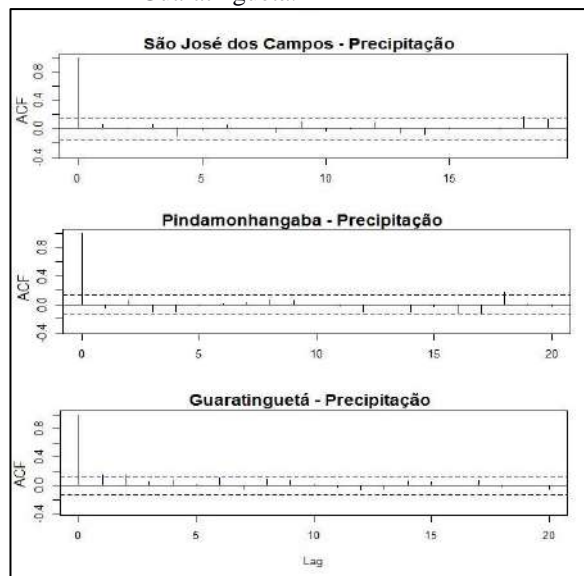 Guaratinguetá.
São José dos Campos - Precipitação
ACF
0.8
0.4
0.0
-0.4
0 5 10 15
Pindamonhangaba - Precipitação
ACF
0.8
0.4
0.0
-0.4
0 5 10 15 20
Guaratinguetá - Precipitação
ACF
0.8
0.4
0.0
-0.4
0 5 10 15 20
Lag